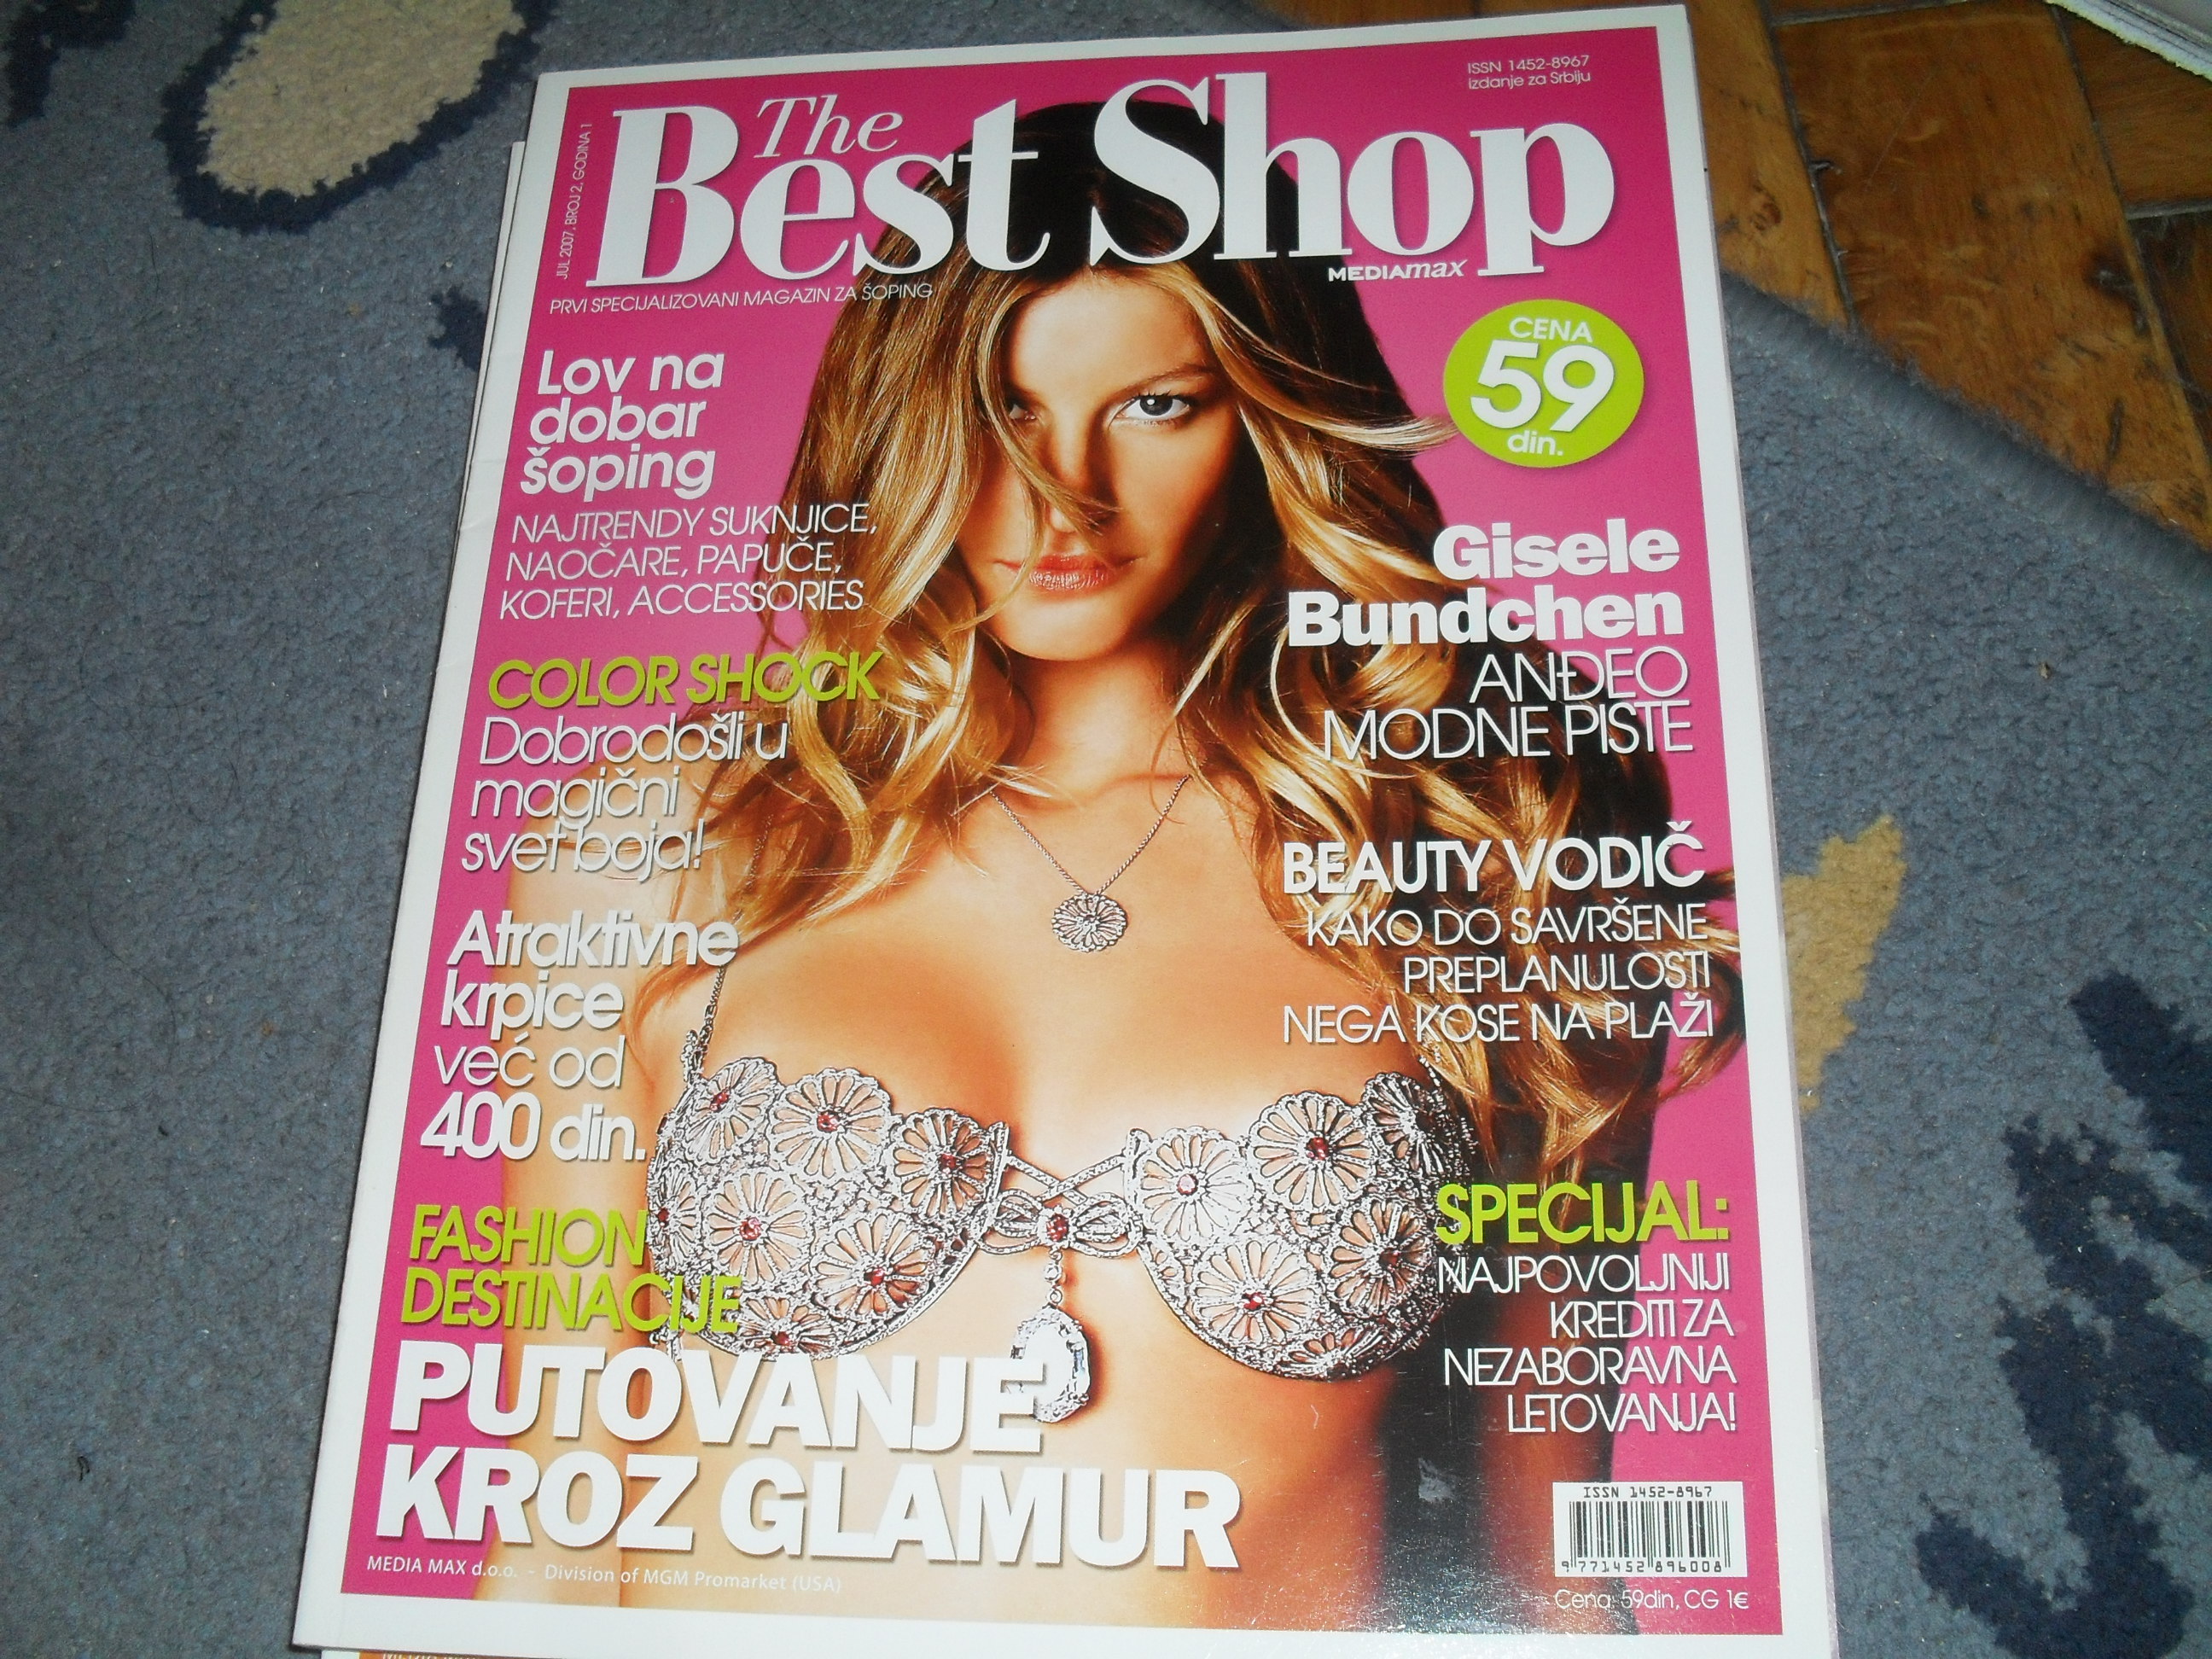 ISSN 1452-8967
izdanje za Srbiju
JUL 2007, BROJ 2, GODINA 1
The
Best Shop
MEDIAmax
PRVI SPECIJALIZOVANI MAGAZIN ZA ŠOPING
CENA
59
din.
Lov na
dobar
šoping
NAJTRENDY SUKNJICE,
NAOČARE, PAPUČE,
KOFERI, ACCESSORIES
COLOR SHOCK
Dobrodošli u
magični
svet boja!
Atraktivne
krpice
već od
400 din.
FASHION
DESTINACIJE
PUTOVANJE
KROZ GLAMUR
MEDIA MAX d.o.o. - Division of MGM Promarket (USA)
Gisele
Bundchen
ANĐEO
MODNE PISTE
BEAUTY VODIČ
KAKO DO SAVRŠENE
PREPLANULOSTI
NEGA KOSE NA PLAŽI
SPECIJAL:
NAJPOVOLJNIJI
KREDITI ZA
NEZABORAVNA
LETOVANJA!
ISSN 1452-8967
9 771452 896008
Cena 59din, CG 1€